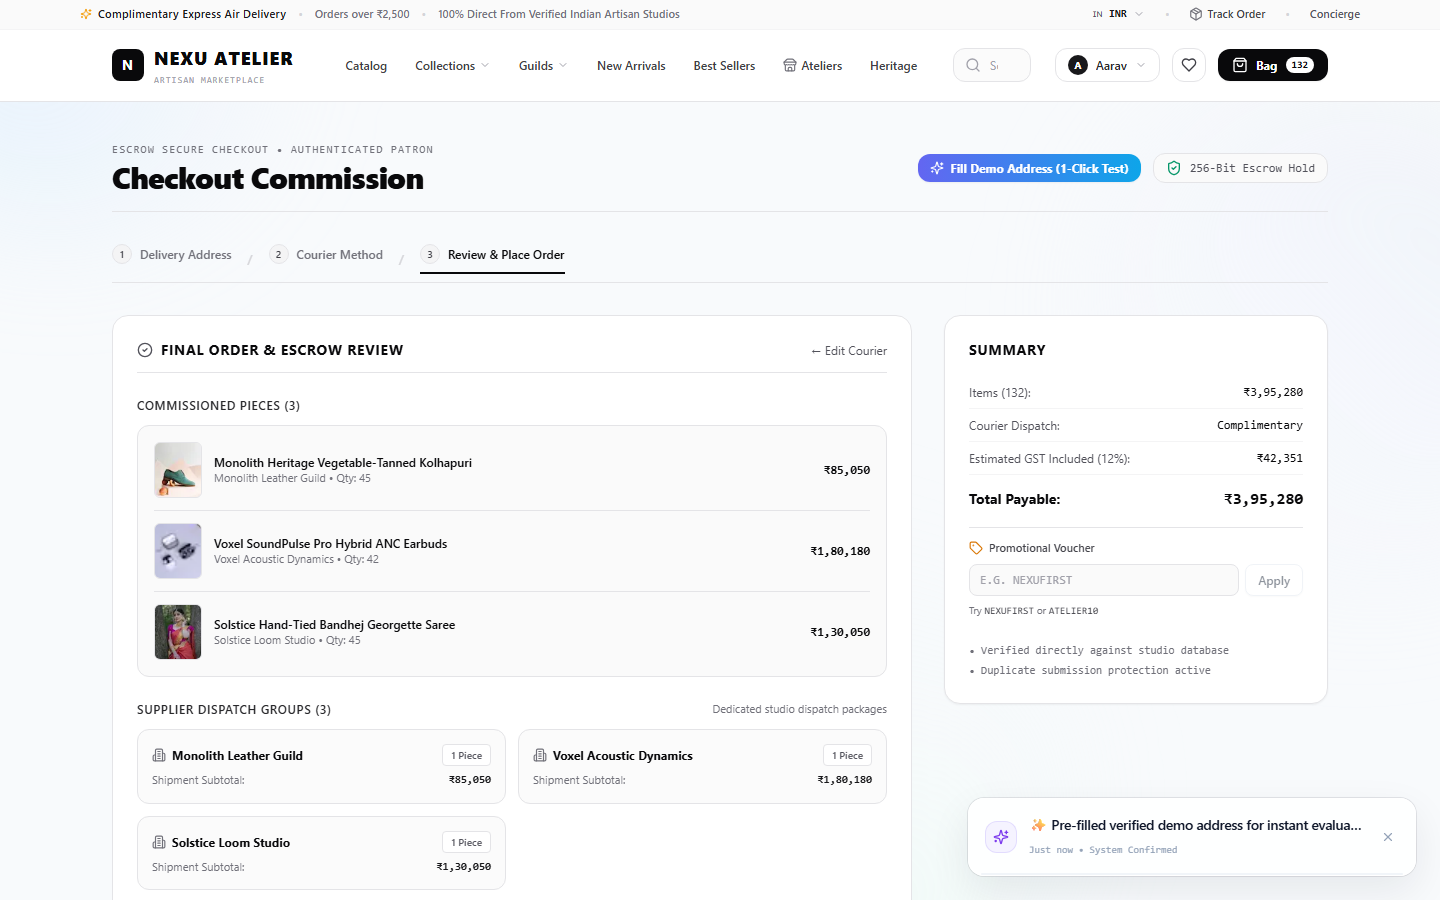 Complimentary Express Air Delivery • Orders over ₹2,500 • 100% Direct From Verified Indian Artisan Studios
IN INR • Track Order • Concierge
N NEXU ATELIER
ARTISAN MARKETPLACE
Catalog Collections Guilds New Arrivals Best Sellers Ateliers Heritage
A Aarav
Bag 132
ESCROW SECURE CHECKOUT • AUTHENTICATED PATRON
Checkout Commission
Fill Demo Address (1-Click Test)
256-Bit Escrow Hold
1 Delivery Address / 2 Courier Method / 3 Review & Place Order
FINAL ORDER & ESCROW REVIEW
← Edit Courier
COMMISSIONED PIECES (3)
Monolith Heritage Vegetable-Tanned Kolhapuri
Monolith Leather Guild • Qty: 45
₹85,050
Voxel SoundPulse Pro Hybrid ANC Earbuds
Voxel Acoustic Dynamics • Qty: 42
₹1,80,180
Solstice Hand-Tied Bandhej Georgette Saree
Solstice Loom Studio • Qty: 45
₹1,30,050
SUPPLIER DISPATCH GROUPS (3)
Dedicated studio dispatch packages
Monolith Leather Guild 1 Piece
Shipment Subtotal: ₹85,050
Voxel Acoustic Dynamics 1 Piece
Shipment Subtotal: ₹1,80,180
Solstice Loom Studio 1 Piece
Shipment Subtotal: ₹1,30,050
SUMMARY
Items (132): ₹3,95,280
Courier Dispatch: Complimentary
Estimated GST Included (12%): ₹42,351
Total Payable: ₹3,95,280
Promotional Voucher
E.G. NEXUFIRST Apply
Try NEXUFIRST or ATELIER10
• Verified directly against studio database
• Duplicate submission protection active
✨ Pre-filled verified demo address for instant evalua...
Just now • System Confirmed